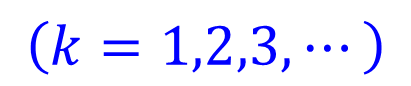 (k = 1,2,3, ⋯ )